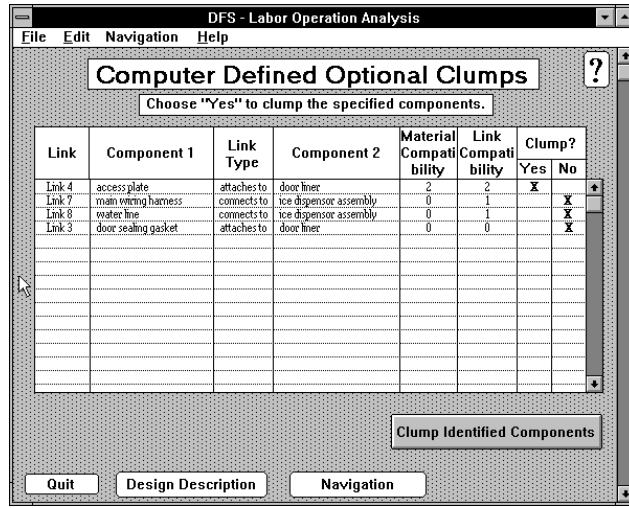 DFS - Labor Operation Analysis
File Edit Navigation Help
Computer Defined Optional Clumps
?
Choose "Yes" to clump the specified components.
Link Component 1 Link Type Component 2 Material Compati bility Link Compati bility Clump? Yes No
Link 4 access plate attaches to door liner 2 2 X
Link 7 main wiring harness connects to ice dispensor assembly 0 1 X
Link 8 water line connects to ice dispensor assembly 0 1 X
Link 3 door sealing gasket attaches to door liner 0 0 X
Clump Identified Components
Quit Design Description Navigation